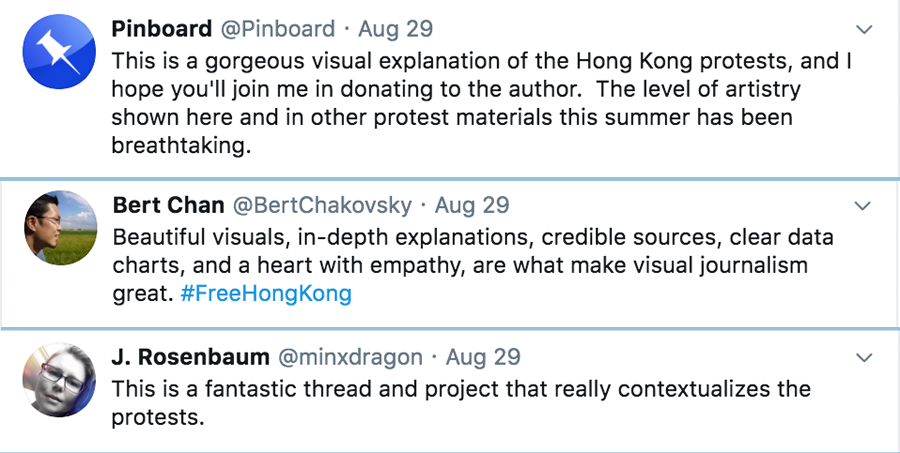 Pinboard @Pinboard · Aug 29
This is a gorgeous visual explanation of the Hong Kong protests, and I
hope you'll join me in donating to the author.  The level of artistry
shown here and in other protest materials this summer has been
breathtaking.
Bert Chan @BertChakovsky · Aug 29
Beautiful visuals, in-depth explanations, credible sources, clear data
charts, and a heart with empathy, are what make visual journalism
great. #FreeHongKong
J. Rosenbaum @minxdragon · Aug 29
This is a fantastic thread and project that really contextualizes the
protests.